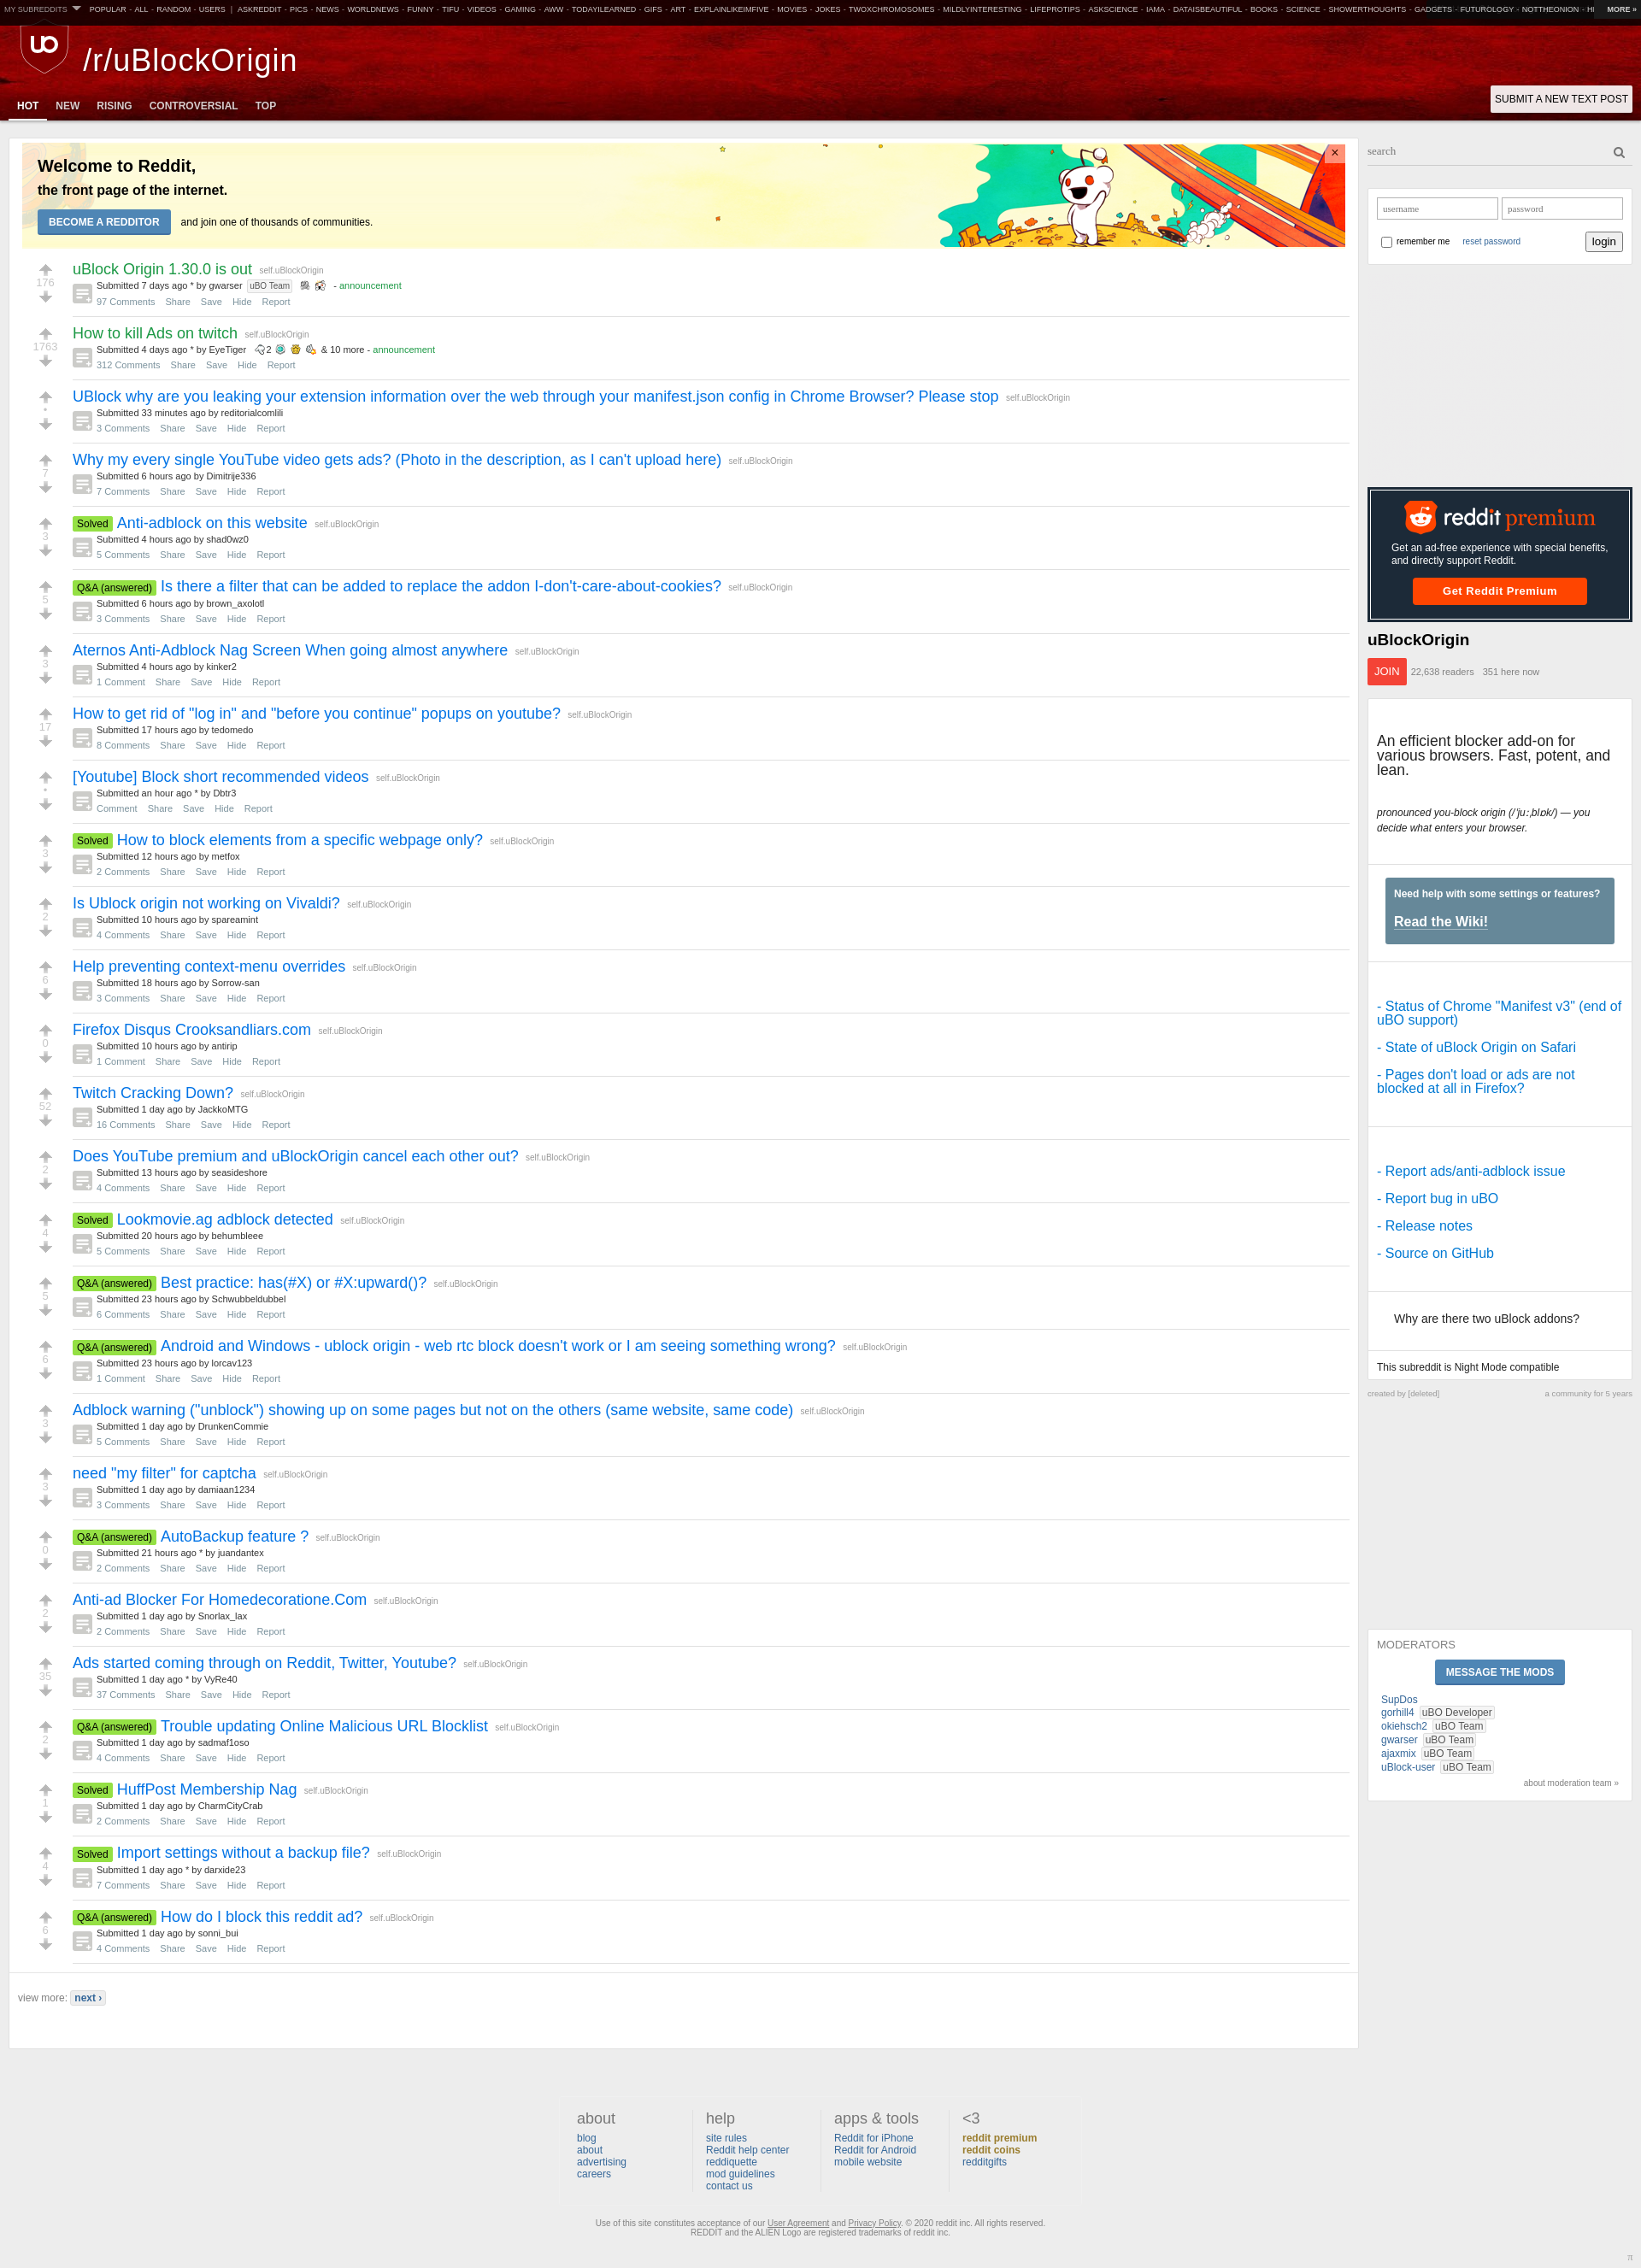 MY SUBREDDITS POPULAR - ALL - RANDOM - USERS | ASKREDDIT - PICS - NEWS - WORLDNEWS - FUNNY - TIFU - VIDEOS - GAMING - AWW - TODAYILEARNED - GIFS - ART - EXPLAINLIKEIMFIVE - MOVIES - JOKES - TWOXCHROMOSOMES - MILDLYINTERESTING - LIFEPROTIPS - ASKSCIENCE - IAMA - DATAISBEAUTIFUL - BOOKS - SCIENCE - SHOWERTHOUGHTS - GADGETS - FUTUROLOGY - NOTTHEONION - MORE »
/r/uBlockOrigin
HOT NEW RISING CONTROVERSIAL TOP
SUBMIT A NEW TEXT POST
Welcome to Reddit,
the front page of the internet.
BECOME A REDDITOR and join one of thousands of communities.
×
176
uBlock Origin 1.30.0 is out self.uBlockOrigin
Submitted 7 days ago * by gwarser uBO Team - announcement
97 Comments Share Save Hide Report
1763
How to kill Ads on twitch self.uBlockOrigin
Submitted 4 days ago * by EyeTiger 2 & 10 more - announcement
312 Comments Share Save Hide Report
•
UBlock why are you leaking your extension information over the web through your manifest.json config in Chrome Browser? Please stop self.uBlockOrigin
Submitted 33 minutes ago by reditorialcomlili
3 Comments Share Save Hide Report
7
Why my every single YouTube video gets ads? (Photo in the description, as I can't upload here) self.uBlockOrigin
Submitted 6 hours ago by Dimitrije336
7 Comments Share Save Hide Report
3
Solved Anti-adblock on this website self.uBlockOrigin
Submitted 4 hours ago by shad0wz0
5 Comments Share Save Hide Report
5
Q&A (answered) Is there a filter that can be added to replace the addon I-don't-care-about-cookies? self.uBlockOrigin
Submitted 6 hours ago by brown_axolotl
3 Comments Share Save Hide Report
3
Aternos Anti-Adblock Nag Screen When going almost anywhere self.uBlockOrigin
Submitted 4 hours ago by kinker2
1 Comment Share Save Hide Report
17
How to get rid of "log in" and "before you continue" popups on youtube? self.uBlockOrigin
Submitted 17 hours ago by tedomedo
8 Comments Share Save Hide Report
•
[Youtube] Block short recommended videos self.uBlockOrigin
Submitted an hour ago * by Dbtr3
Comment Share Save Hide Report
3
Solved How to block elements from a specific webpage only? self.uBlockOrigin
Submitted 12 hours ago by metfox
2 Comments Share Save Hide Report
2
Is Ublock origin not working on Vivaldi? self.uBlockOrigin
Submitted 10 hours ago by spareamint
4 Comments Share Save Hide Report
6
Help preventing context-menu overrides self.uBlockOrigin
Submitted 18 hours ago by Sorrow-san
3 Comments Share Save Hide Report
0
Firefox Disqus Crooksandliars.com self.uBlockOrigin
Submitted 10 hours ago by antirip
1 Comment Share Save Hide Report
52
Twitch Cracking Down? self.uBlockOrigin
Submitted 1 day ago by JackkoMTG
16 Comments Share Save Hide Report
2
Does YouTube premium and uBlockOrigin cancel each other out? self.uBlockOrigin
Submitted 13 hours ago by seasideshore
4 Comments Share Save Hide Report
4
Solved Lookmovie.ag adblock detected self.uBlockOrigin
Submitted 20 hours ago by behumbleee
5 Comments Share Save Hide Report
5
Q&A (answered) Best practice: has(#X) or #X:upward()? self.uBlockOrigin
Submitted 23 hours ago by Schwubbeldubbel
6 Comments Share Save Hide Report
6
Q&A (answered) Android and Windows - ublock origin - web rtc block doesn't work or I am seeing something wrong? self.uBlockOrigin
Submitted 23 hours ago by lorcav123
1 Comment Share Save Hide Report
3
Adblock warning ("unblock") showing up on some pages but not on the others (same website, same code) self.uBlockOrigin
Submitted 1 day ago by DrunkenCommie
5 Comments Share Save Hide Report
3
need "my filter" for captcha self.uBlockOrigin
Submitted 1 day ago by damiaan1234
3 Comments Share Save Hide Report
0
Q&A (answered) AutoBackup feature ? self.uBlockOrigin
Submitted 21 hours ago * by juandantex
2 Comments Share Save Hide Report
2
Anti-ad Blocker For Homedecoratione.Com self.uBlockOrigin
Submitted 1 day ago by Snorlax_lax
2 Comments Share Save Hide Report
35
Ads started coming through on Reddit, Twitter, Youtube? self.uBlockOrigin
Submitted 1 day ago * by VyRe40
37 Comments Share Save Hide Report
2
Q&A (answered) Trouble updating Online Malicious URL Blocklist self.uBlockOrigin
Submitted 1 day ago by sadmaf1oso
4 Comments Share Save Hide Report
1
Solved HuffPost Membership Nag self.uBlockOrigin
Submitted 1 day ago by CharmCityCrab
2 Comments Share Save Hide Report
4
Solved Import settings without a backup file? self.uBlockOrigin
Submitted 1 day ago * by darxide23
7 Comments Share Save Hide Report
6
Q&A (answered) How do I block this reddit ad? self.uBlockOrigin
Submitted 1 day ago by sonni_bui
4 Comments Share Save Hide Report
view more: next ›
search
username password
remember me reset password login
reddit premium
Get an ad-free experience with special benefits,
and directly support Reddit.
Get Reddit Premium
uBlockOrigin
JOIN 22,638 readers 351 here now
An efficient blocker add-on for
various browsers. Fast, potent, and
lean.
pronounced you-block origin (/ˈjuːˌblɒk/) — you
decide what enters your browser.
Need help with some settings or features?
Read the Wiki!
- Status of Chrome "Manifest v3" (end of
uBO support)
- State of uBlock Origin on Safari
- Pages don't load or ads are not
blocked at all in Firefox?
- Report ads/anti-adblock issue
- Report bug in uBO
- Release notes
- Source on GitHub
Why are there two uBlock addons?
This subreddit is Night Mode compatible
created by [deleted] a community for 5 years
MODERATORS
MESSAGE THE MODS
SupDos
gorhill4 uBO Developer
okiehsch2 uBO Team
gwarser uBO Team
ajaxmix uBO Team
uBlock-user uBO Team
about moderation team »
about
blog
about
advertising
careers
help
site rules
Reddit help center
reddiquette
mod guidelines
contact us
apps & tools
Reddit for iPhone
Reddit for Android
mobile website
<3
reddit premium
reddit coins
redditgifts
Use of this site constitutes acceptance of our User Agreement and Privacy Policy. © 2020 reddit inc. All rights reserved.
REDDIT and the ALIEN Logo are registered trademarks of reddit inc.
π